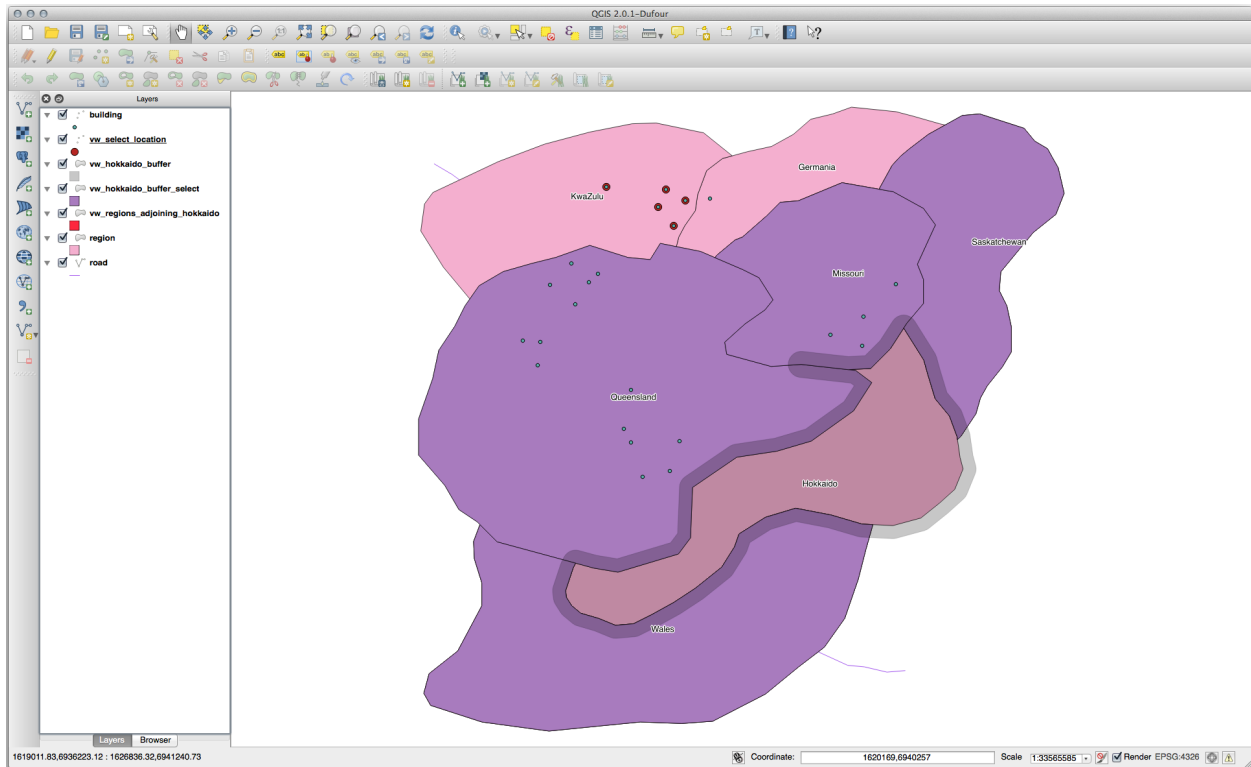 QGIS 2.0.1-Dufour
Layers
building
vw_select_location
vw_hokkaido_buffer
vw_hokkaido_buffer_select
vw_regions_adjoining_hokkaido
region
road
Germania
KwaZulu
Saskatchewan
Missouri
Queensland
Hokkaido
Wales
Layers Browser
1619011.83,6936223.12 : 1626836.32,6941240.73 Coordinate: 1620169,6940257 Scale 1:33565585 Render EPSG:4326